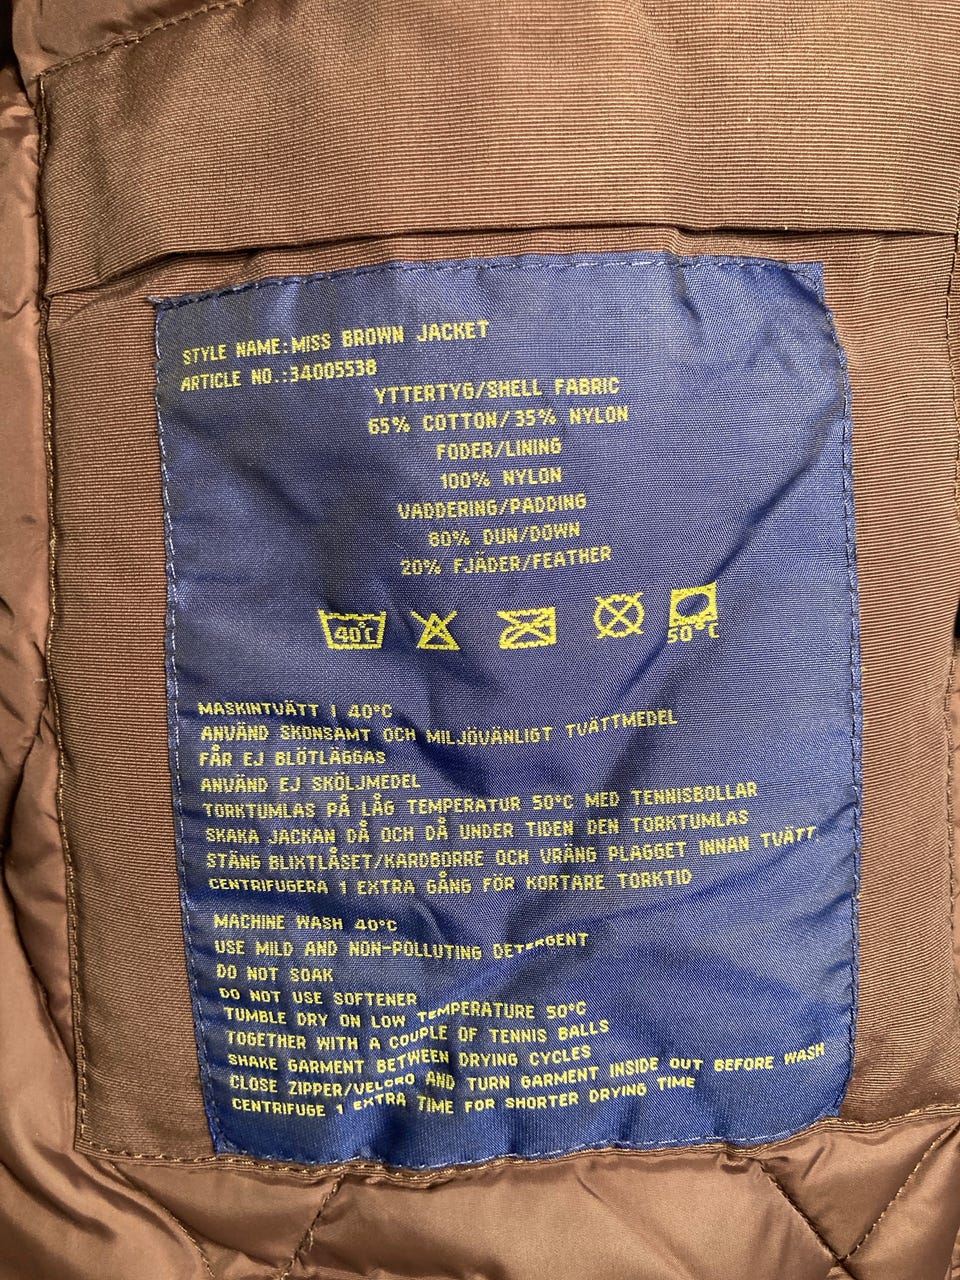 STYLE NAME:MISS BROWN JACKET
ARTICLE NO.:34005538
YTTERTYG/SHELL FABRIC
65% COTTON/35% NYLON
FODER/LINING
100% NYLON
VADDERING/PADDING
80% DUN/DOWN
20% FJÄDER/FEATHER
40°C
50°C
MASKINTVÄTT I 40°C
ANVÄND SKONSAMT OCH MILJÖVÄNLIGT TVÄTTMEDEL
FÅR EJ BLÖTLÄGGAS
ANVÄND EJ SKÖLJMEDEL
TORKTUMLAS PÅ LÅG TEMPERATUR 50°C MED TENNISBOLLAR
SKAKA JACKAN DÅ OCH DÅ UNDER TIDEN DEN TORKTUMLAS
STÄNG BLIXTLÅSET/KARDBORRE OCH VRÄNG PLAGGET INNAN TVÄTT
CENTRIFUGERA 1 EXTRA GÅNG FÖR KORTARE TORKTID
MACHINE WASH 40°C
USE MILD AND NON-POLLUTING DETERGENT
DO NOT SOAK
DO NOT USE SOFTENER
TUMBLE DRY ON LOW TEMPERATURE 50°C
TOGETHER WITH A COUPLE OF TENNIS BALLS
SHAKE GARMENT BETWEEN DRYING CYCLES
CLOSE ZIPPER/VELCRO AND TURN GARMENT INSIDE OUT BEFORE WASH
CENTRIFUGE 1 EXTRA TIME FOR SHORTER DRYING TIME